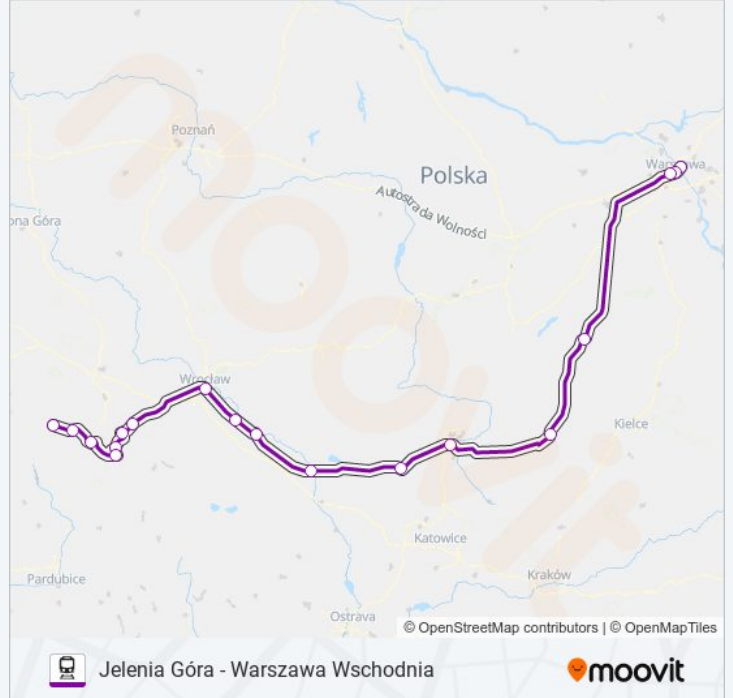 Poznań
Polska
Warszawa
Autostrada Wolności
ona Góra
Wrocław
Kielce
Katowice
Pardubice
Kraków
Ostrava
© OpenStreetMap contributors | © OpenMapTiles
Jelenia Góra - Warszawa Wschodnia
moovit
moovit